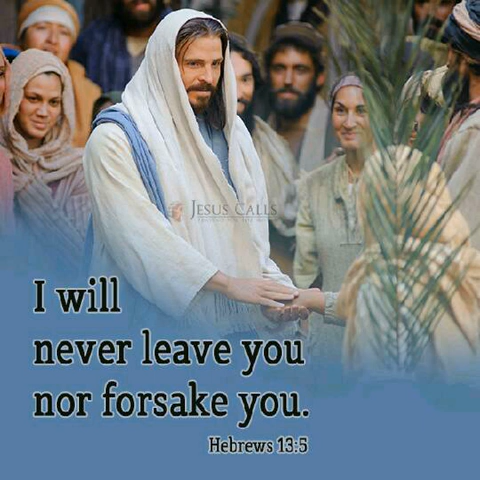 JESUS CALLS
I will
never leave you
nor forsake you.
Hebrews 13:5